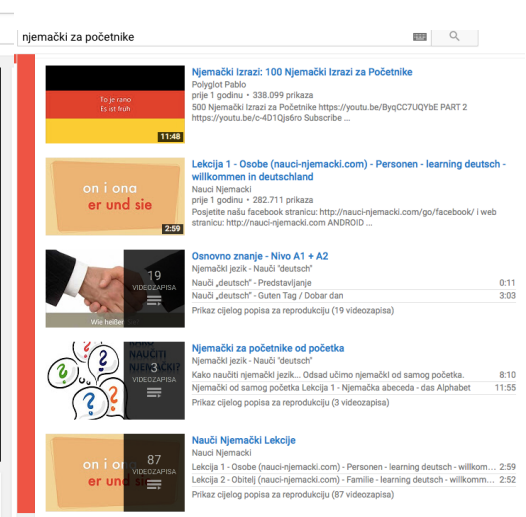 njemački za početnike
To je rano
Es ist früh
11:48
Njemački Izrazi: 100 Njemački Izrazi za Početnike
Polyglot Pablo
prije 1 godinu • 338.099 prikaza
500 Njemački Izrazi za Početnike https://youtu.be/ByqCC7UQYbE PART 2
https://youtu.be/c-4D1Qjs6ro Subscribe ...
on i ona
er und sie
2:59
Lekcija 1 - Osobe (nauci-njemacki.com) - Personen - learning deutsch -
willkommen in deutschland
Nauci Njemacki
prije 1 godinu • 282.711 prikaza
Posjetite našu facebook stranicu: http://nauci-njemacki.com/go/facebook/ i web
stranicu: http://nauci-njemacki.com ANDROID ...
19
VIDEOZAPISA
Wie heißen
Osnovno znanje - Nivo A1 + A2
Njemački jezik - Nauči "deutsch"
Nauči „deutsch“ - Predstavljanje 0:11
Nauči „deutsch“ - Guten Tag / Dobar dan 3:03
Prikaz cijelog popisa za reprodukciju (19 videozapisa)
KAKO
NAUČITI
NJEMAČKI?
3
VIDEOZAPISA
Njemački za početnike od početka
Njemački jezik - Nauči "deutsch"
Kako naučiti njemački jezik... Odsad učimo njemački od samog početka. 8:10
Njemački od samog početka Lekcija 1 - Njemačka abeceda - das Alphabet 11:55
Prikaz cijelog popisa za reprodukciju (3 videozapisa)
on i
er und
87
VIDEOZAPISA
Nauči Njemački Lekcije
Nauci Njemacki
Lekcija 1 - Osobe (nauci-njemacki.com) - Personen - learning deutsch - willkom... 2:59
Lekcija 2 - Obitelj (nauci-njemacki.com) - Familie - learning deutsch - willkomm... 2:52
Prikaz cijelog popisa za reprodukciju (87 videozapisa)